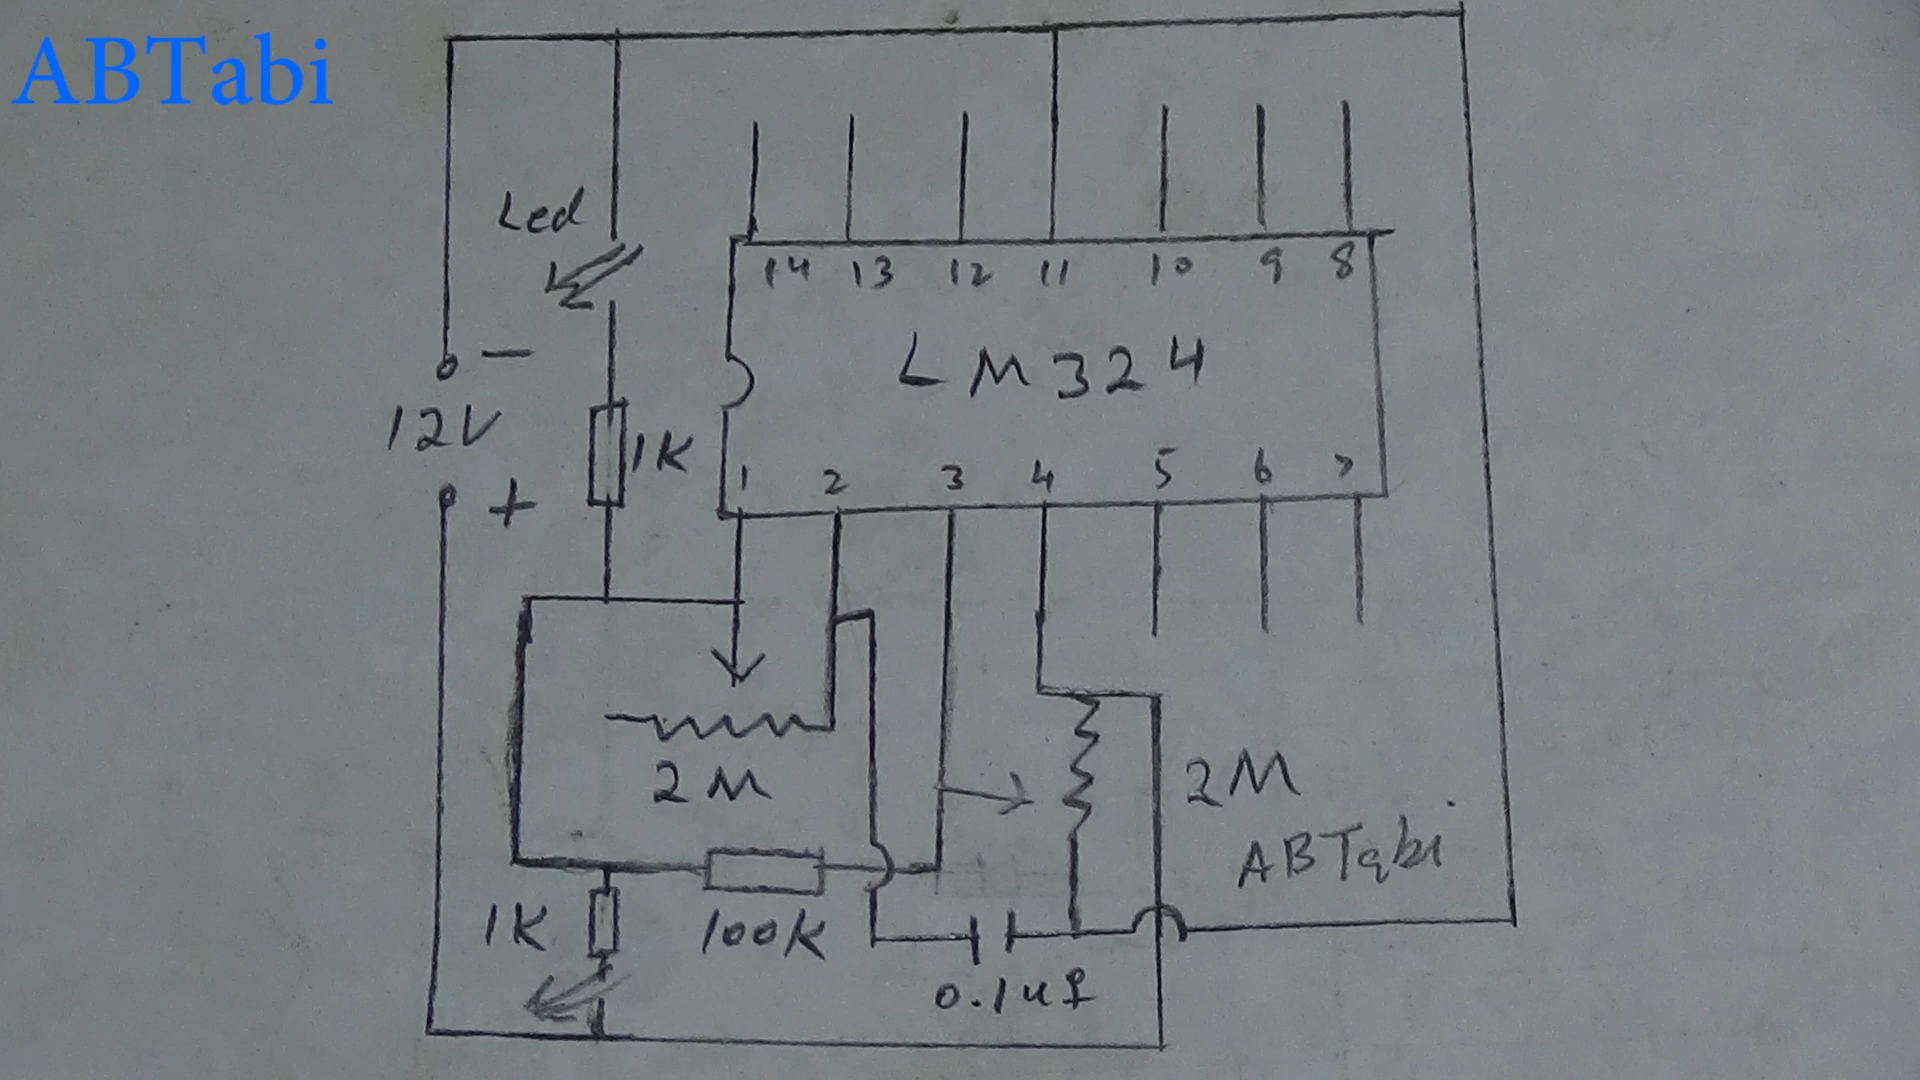 ABTabi
Led
14 13 12 11 10 9 8
LM324
-
12V
+
1K
1 2 3 4 5 6 7
2M
2M
ABTabi
1K
100K
0.1uf